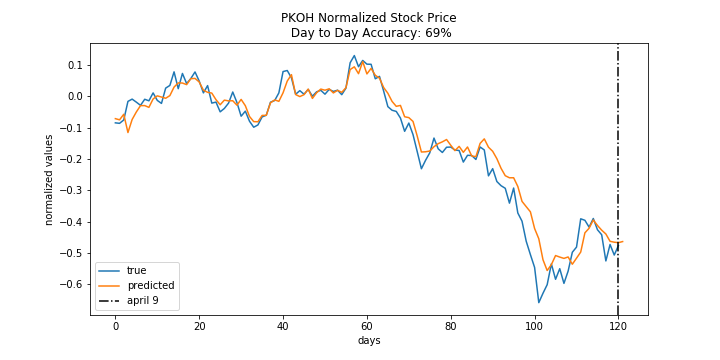 PKOH Normalized Stock Price
Day to Day Accuracy: 69%
normalized values
0.1
0.0
−0.1
−0.2
−0.3
−0.4
−0.5
−0.6
true
predicted
april 9
0 20 40 60 80 100 120
days